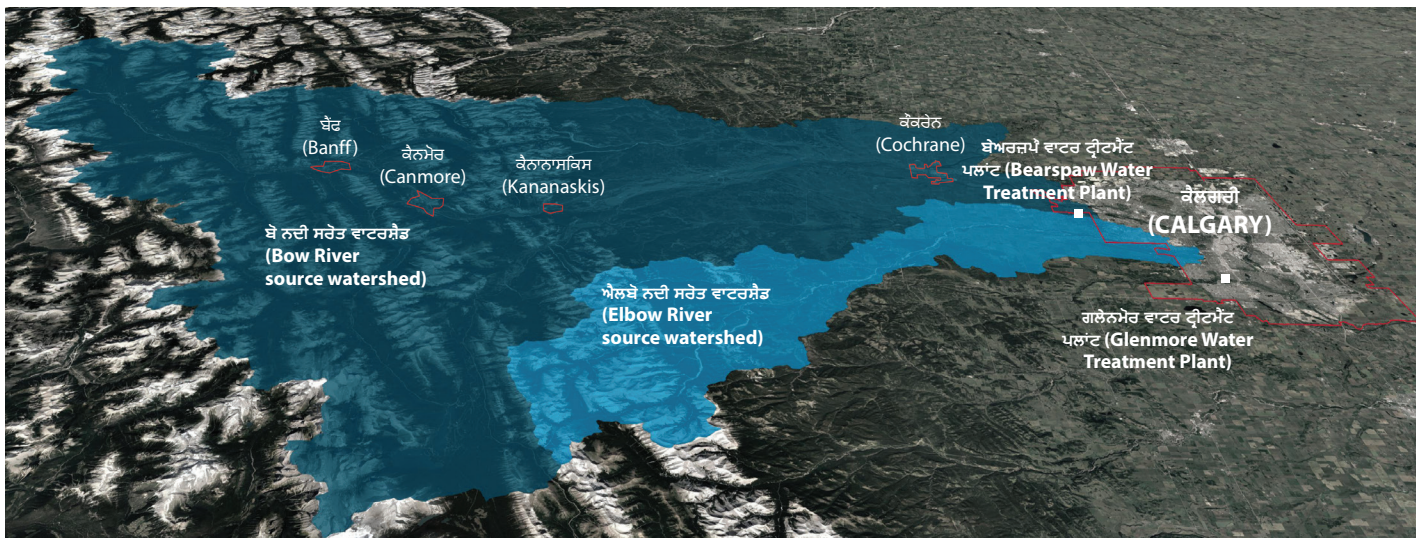 ਬੈਂਫ
(Banff)
ਕੈਨਮੋਰ
(Canmore)
ਕੈਨਾਨਾਸਕਿਸ
(Kananaskis)
ਕੌਕਰੇਨ
(Cochrane)
ਬੇਅਰਜ਼ਪੌ ਵਾਟਰ ਟ੍ਰੀਟਮੈਂਟ
ਪਲਾਂਟ (Bearspaw Water
Treatment Plant)
ਕੈਲਗਰੀ
(CALGARY)
ਬੋ ਨਦੀ ਸਰੋਤ ਵਾਟਰਸ਼ੈਡ
(Bow River
source watershed)
ਐਲਬੋ ਨਦੀ ਸਰੋਤ ਵਾਟਰਸ਼ੈਡ
(Elbow River
source watershed)
ਗਲੇਨਮੋਰ ਵਾਟਰ ਟ੍ਰੀਟਮੈਂਟ
ਪਲਾਂਟ (Glenmore Water
Treatment Plant)